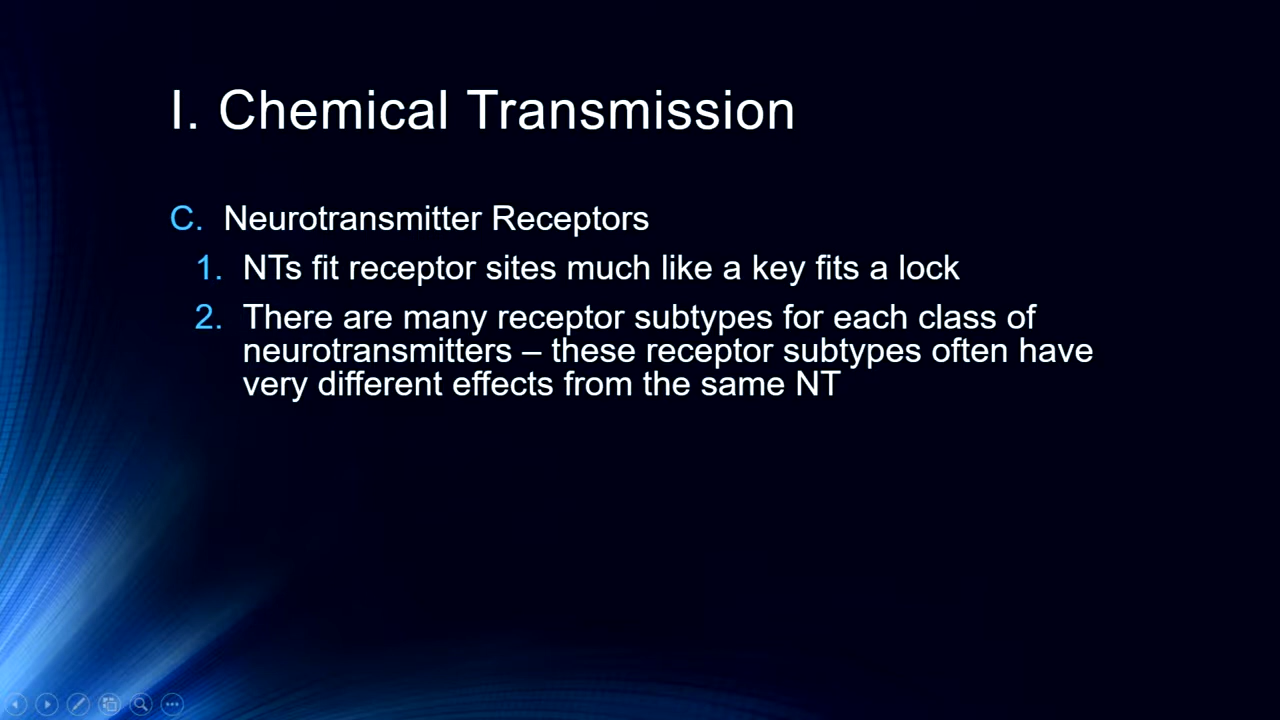 I. Chemical Transmission
C. Neurotransmitter Receptors
1. NTs fit receptor sites much like a key fits a lock
2. There are many receptor subtypes for each class of
neurotransmitters – these receptor subtypes often have
very different effects from the same NT